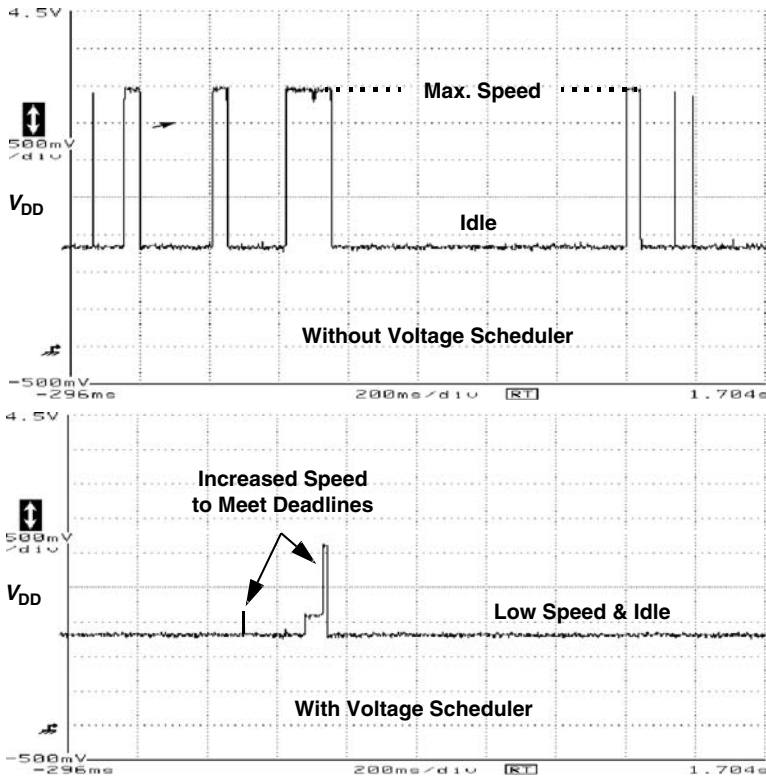 4.5V
Max. Speed
500mV
/div
VDD
Idle
Without Voltage Scheduler
-500mV
-296ms 200ms/div RT 1.704s
4.5V
Increased Speed
to Meet Deadlines
500mV
/div
VDD
Low Speed & Idle
With Voltage Scheduler
-500mV
-296ms 200ms/div RT 1.704s